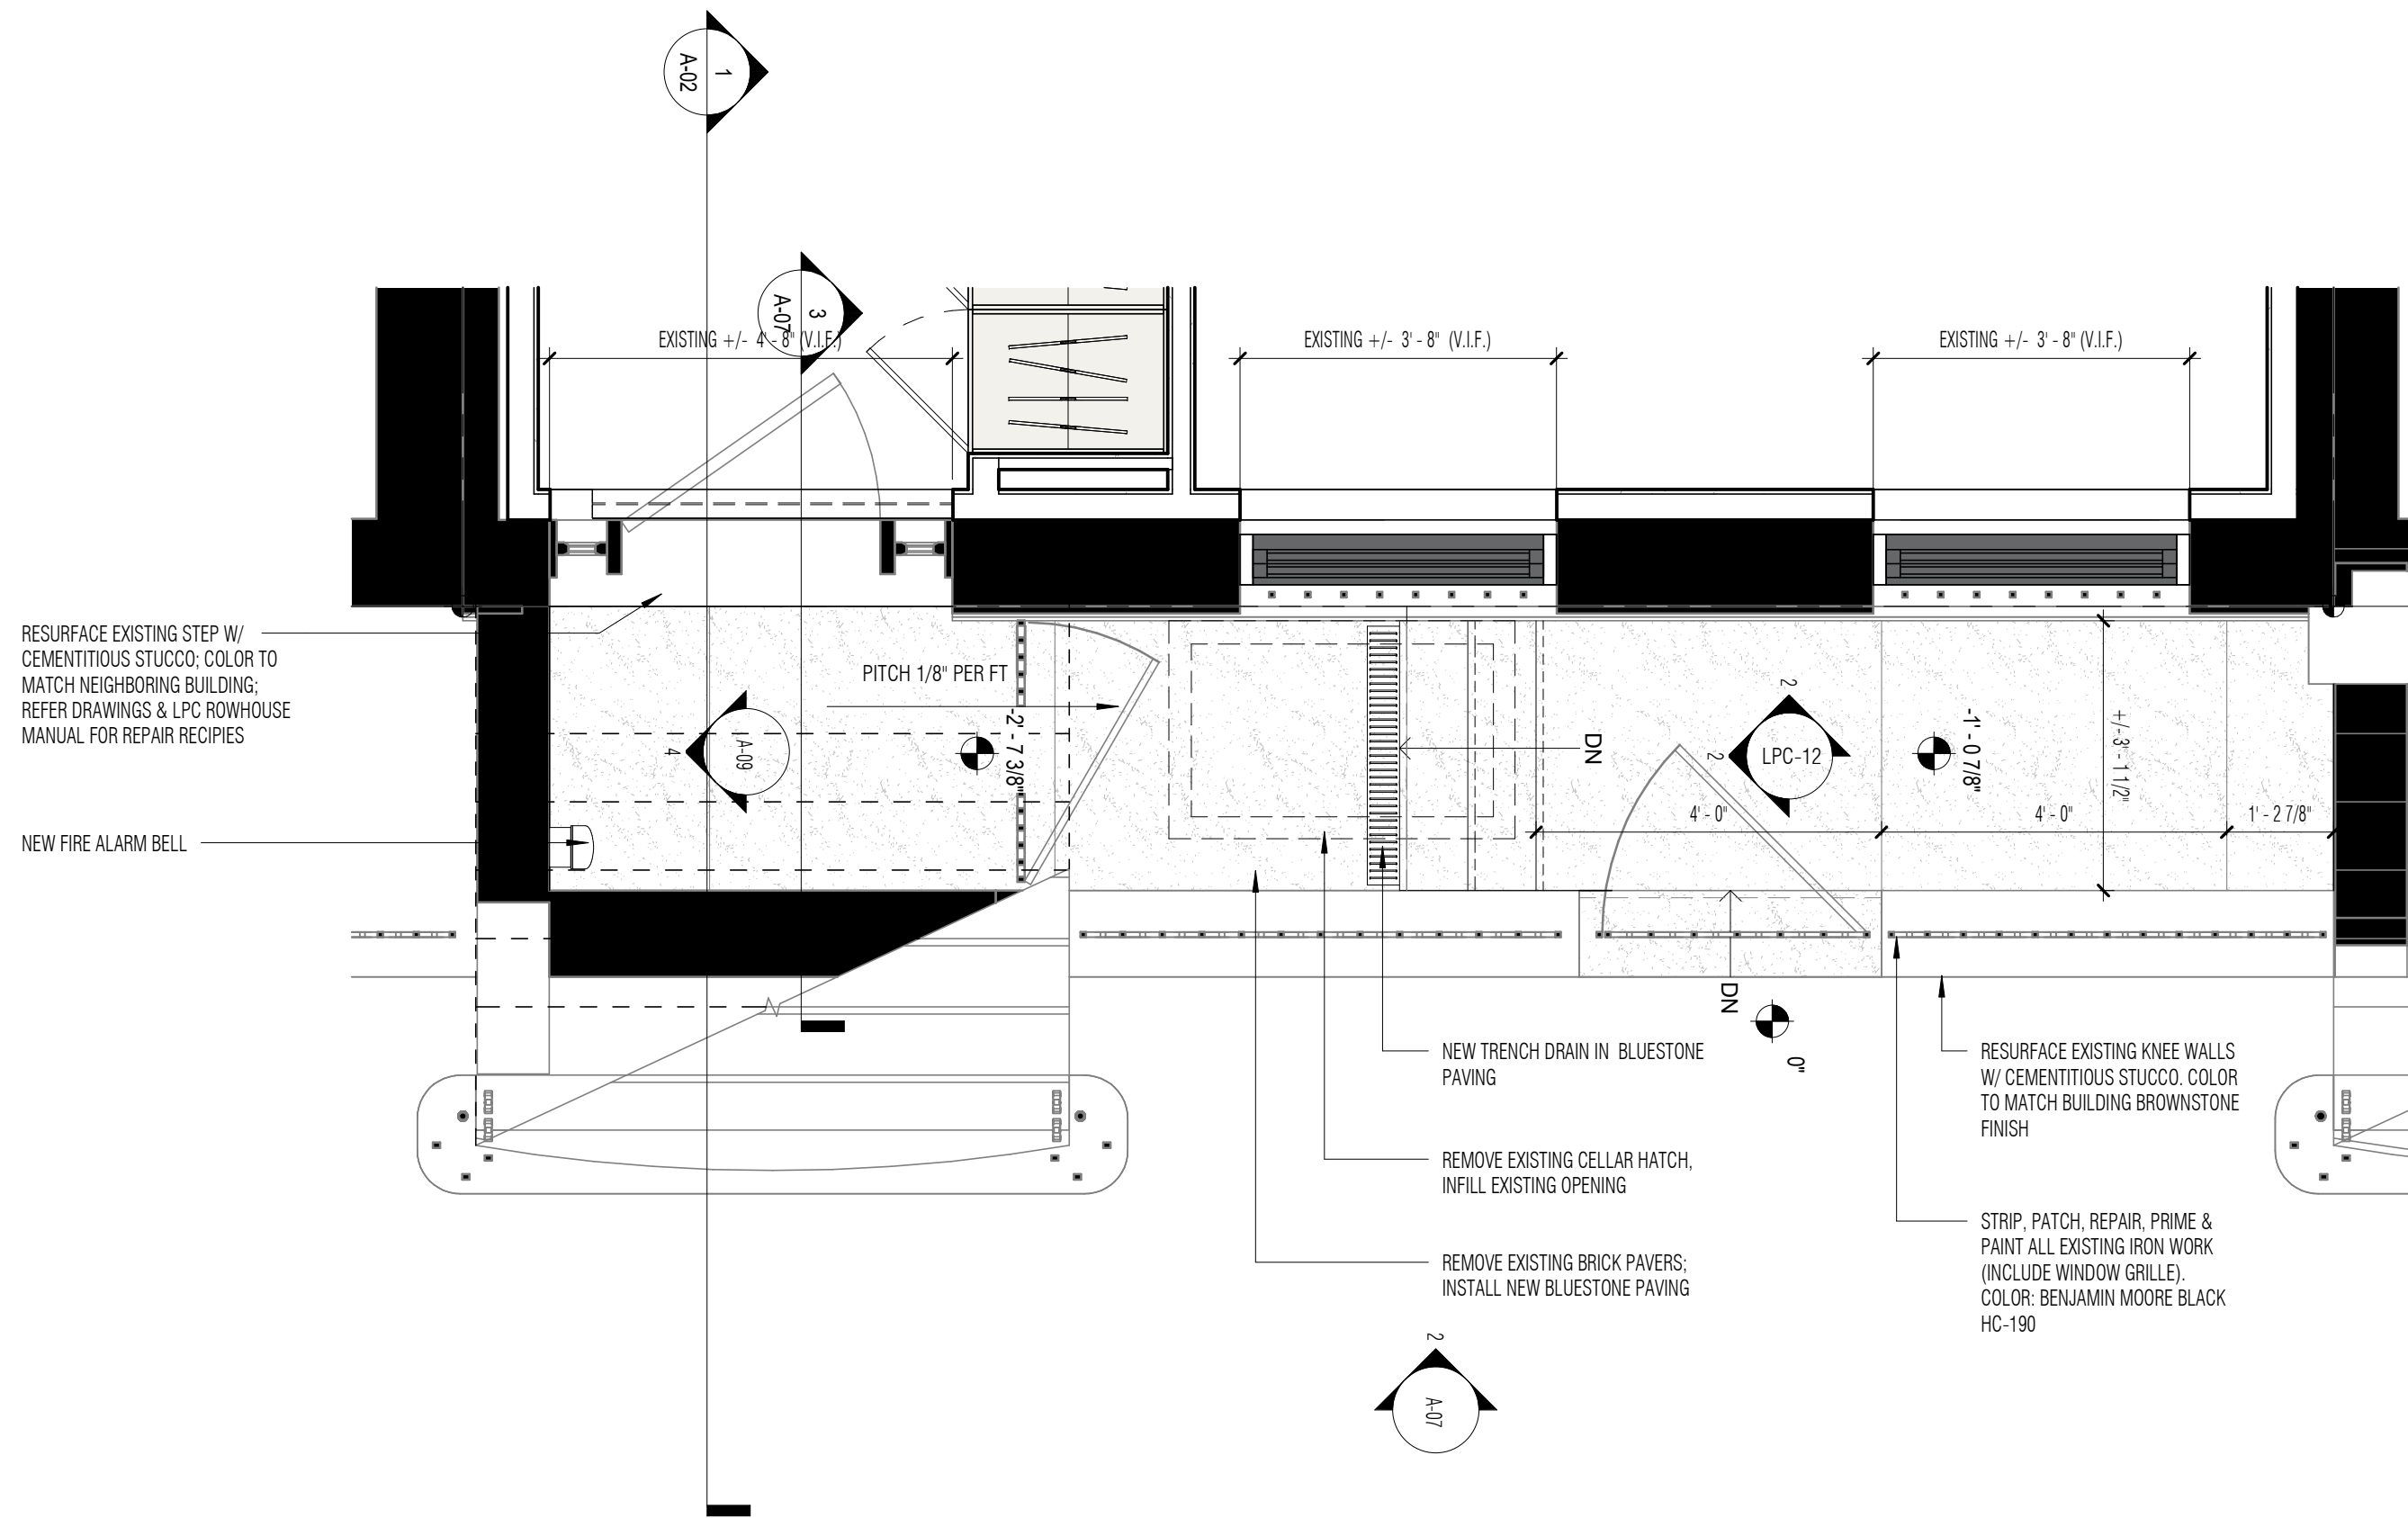 1
A-02
3
A-07
EXISTING +/- 4' - 8" (V.I.F.)
EXISTING +/- 3' - 8" (V.I.F.)
EXISTING +/- 3' - 8" (V.I.F.)
RESURFACE EXISTING STEP W/
CEMENTITIOUS STUCCO; COLOR TO
MATCH NEIGHBORING BUILDING;
REFER DRAWINGS & LPC ROWHOUSE
MANUAL FOR REPAIR RECIPIES
PITCH 1/8" PER FT
-2' - 7 3/8"
4
A-09
DN
2
2
LPC-12
-1' - 0 7/8"
+/- 3' - 1 1/2"
4' - 0"
4' - 0"
1' - 2 7/8"
NEW FIRE ALARM BELL
DN
0"
NEW TRENCH DRAIN IN BLUESTONE
PAVING
REMOVE EXISTING CELLAR HATCH,
INFILL EXISTING OPENING
REMOVE EXISTING BRICK PAVERS;
INSTALL NEW BLUESTONE PAVING
RESURFACE EXISTING KNEE WALLS
W/ CEMENTITIOUS STUCCO. COLOR
TO MATCH BUILDING BROWNSTONE
FINISH
STRIP, PATCH, REPAIR, PRIME &
PAINT ALL EXISTING IRON WORK
(INCLUDE WINDOW GRILLE).
COLOR: BENJAMIN MOORE BLACK
HC-190
2
A-07